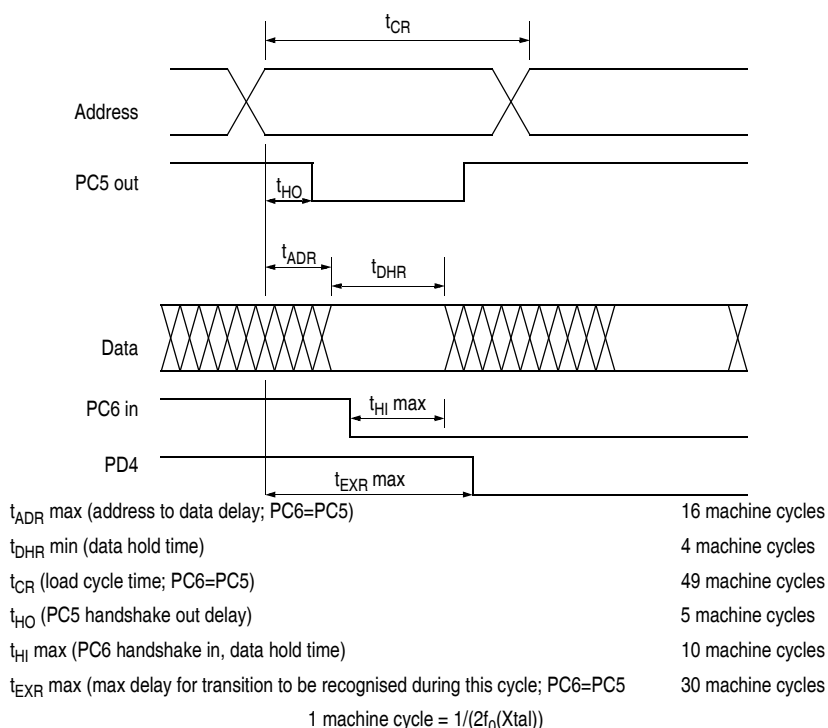 tCR
Address
PC5 out
tHO
tADR
tDHR
Data
PC6 in
tHI max
PD4
tEXR max
tADR max (address to data delay; PC6=PC5) 16 machine cycles
tDHR min (data hold time) 4 machine cycles
tCR (load cycle time; PC6=PC5) 49 machine cycles
tHO (PC5 handshake out delay) 5 machine cycles
tHI max (PC6 handshake in, data hold time) 10 machine cycles
tEXR max (max delay for transition to be recognised during this cycle; PC6=PC5 30 machine cycles
1 machine cycle = 1/(2f0(Xtal))